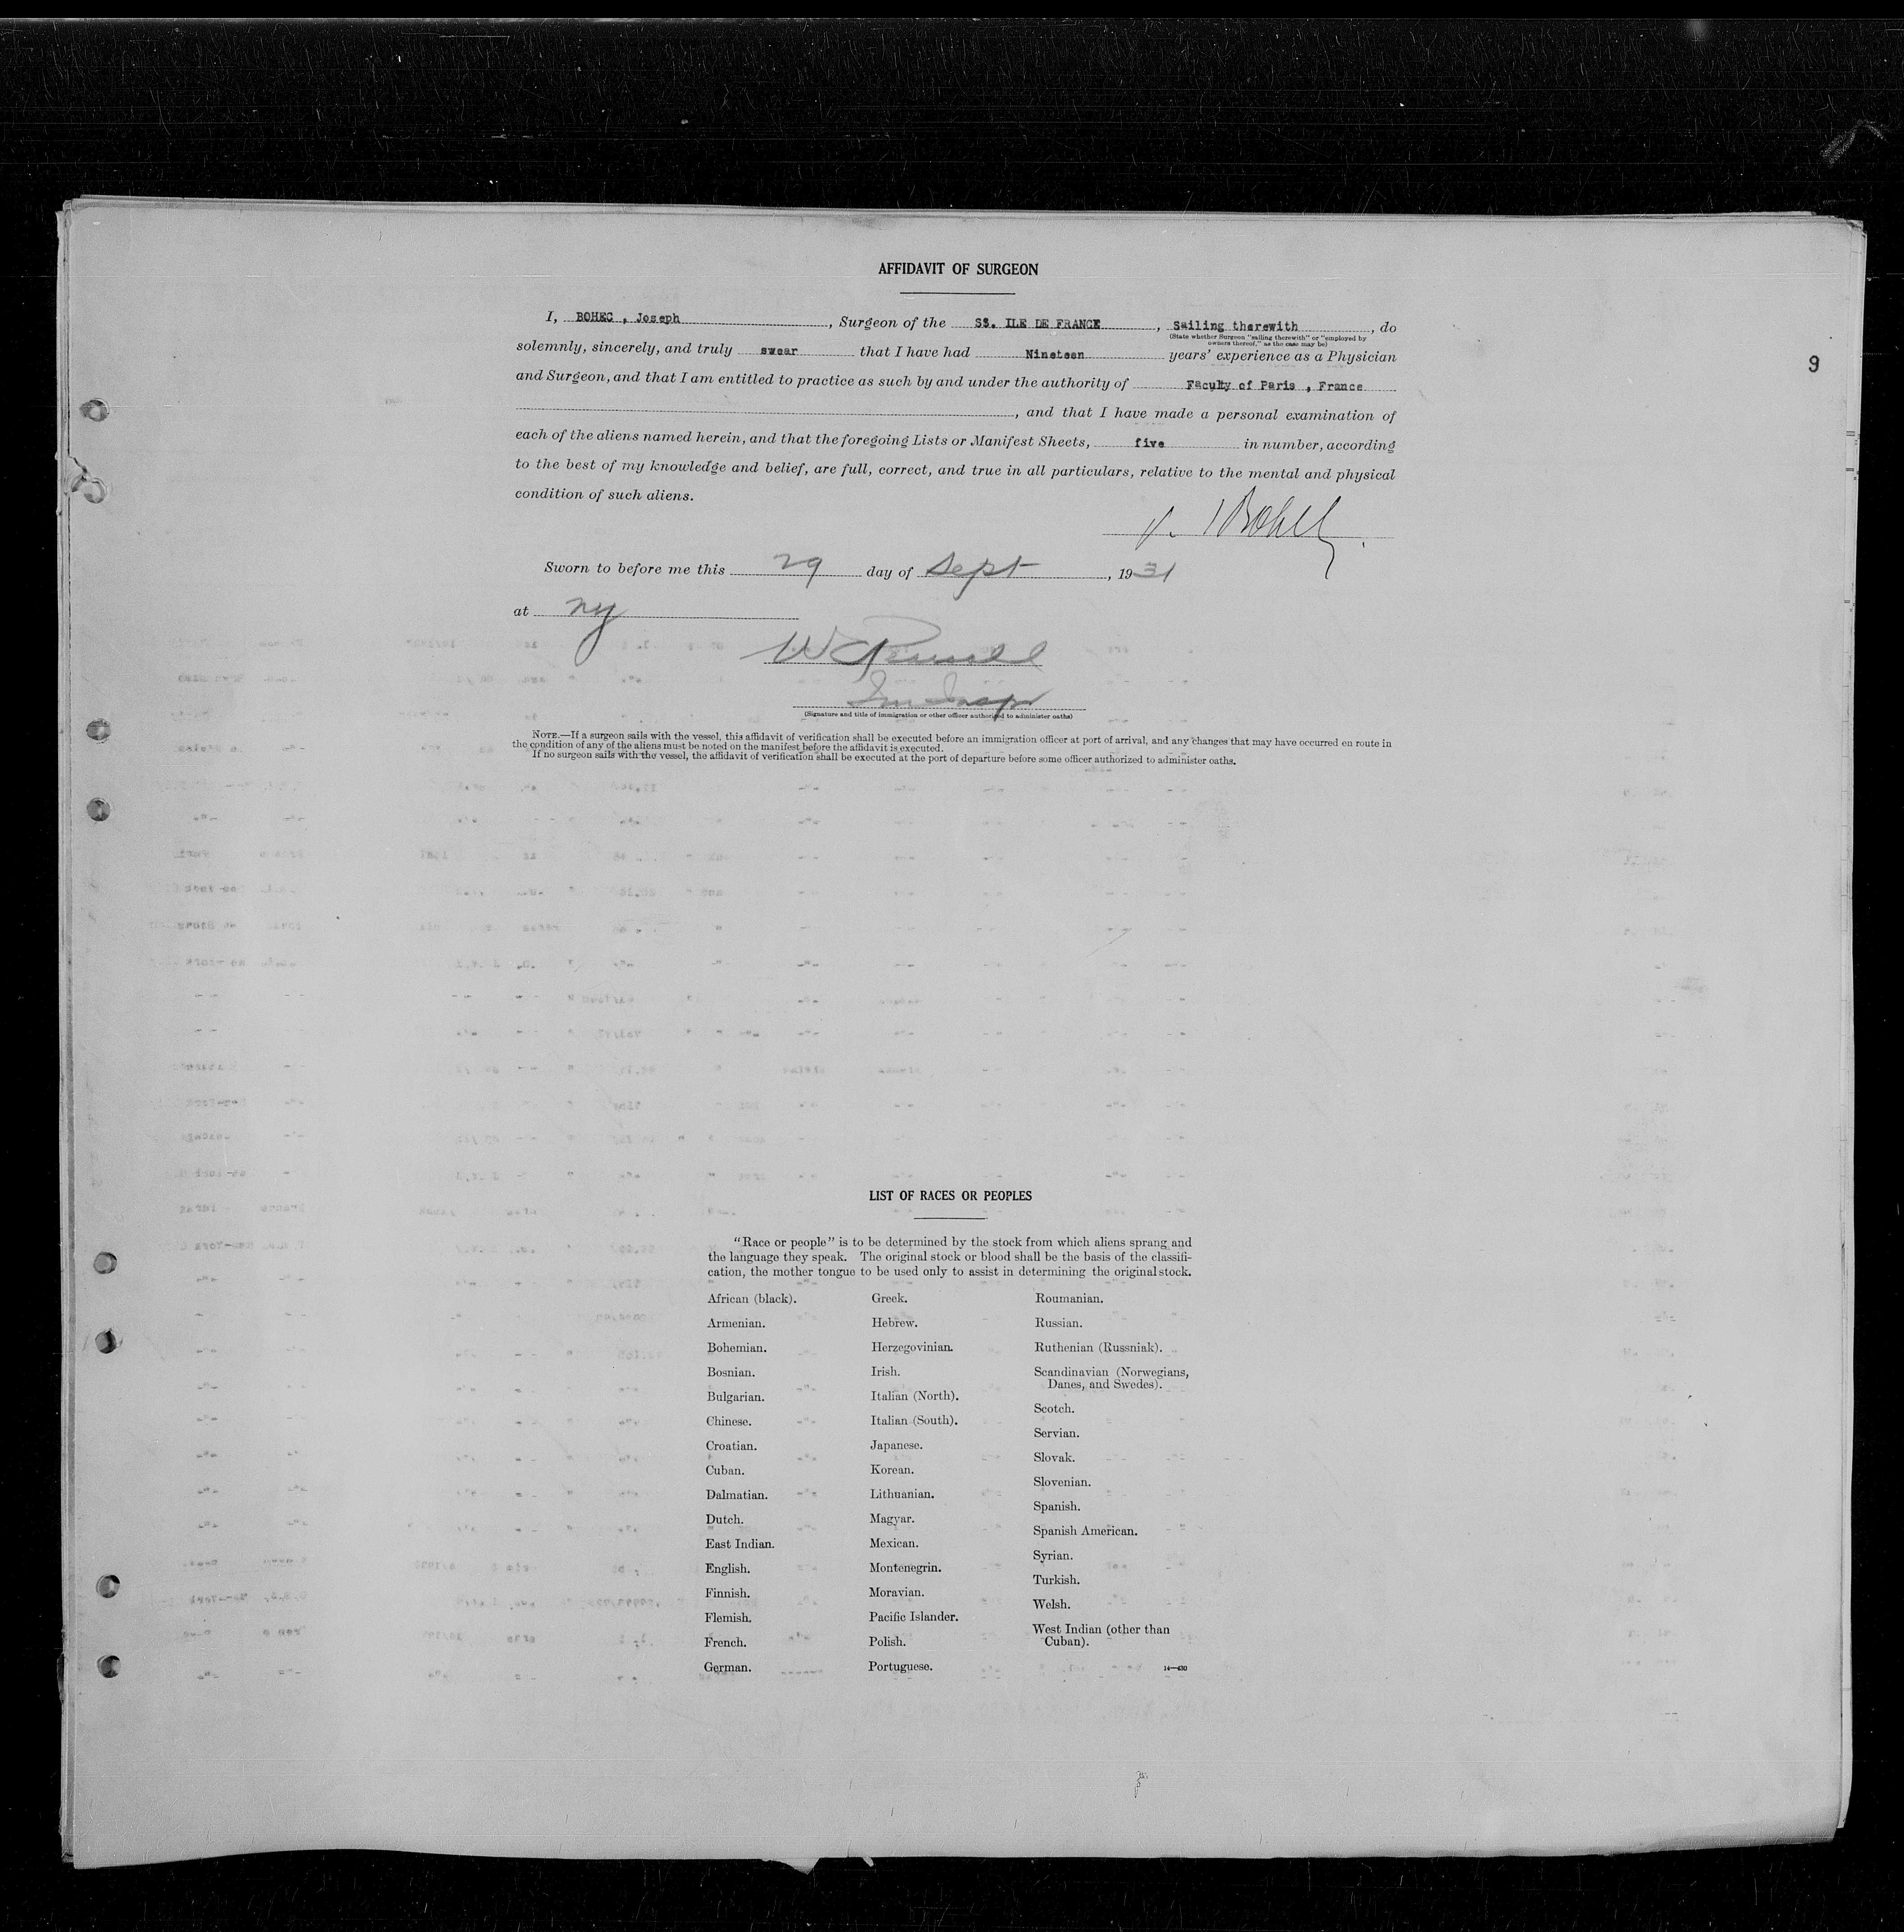 AFFIDAVIT OF SURGEON
I, BOHEC , Joseph, Surgeon of the SS. ILE DE FRANCE, Sailing therewith, do
(State whether Surgeon "sailing therewith" or "employed by
owners thereof," as the case may be)
solemnly, sincerely, and truly swear that I have had Nineteen years' experience as a Physician
9
and Surgeon, and that I am entitled to practice as such by and under the authority of Faculty of Paris , France
, and that I have made a personal examination of
each of the aliens named herein, and that the foregoing Lists or Manifest Sheets, five in number, according
to the best of my knowledge and belief, are full, correct, and true in all particulars, relative to the mental and physical
condition of such aliens.
Bohec
Sworn to before me this 29 day of Sept, 1931
at ny
(Signature and title of immigration or other officer authorized to administer oaths)
NOTE.—If a surgeon sails with the vessel, this affidavit of verification shall be executed before an immigration officer at port of arrival, and any changes that may have occurred en route in
the condition of any of the aliens must be noted on the manifest before the affidavit is executed.
If no surgeon sails with the vessel, the affidavit of verification shall be executed at the port of departure before some officer authorized to administer oaths.
LIST OF RACES OR PEOPLES
"Race or people" is to be determined by the stock from which aliens sprang and
the language they speak. The original stock or blood shall be the basis of the classifi-
cation, the mother tongue to be used only to assist in determining the original stock.
African (black).
Armenian.
Bohemian.
Bosnian.
Bulgarian.
Chinese.
Croatian.
Cuban.
Dalmatian.
Dutch.
East Indian.
English.
Finnish.
Flemish.
French.
German.
Greek.
Hebrew.
Herzegovinian.
Irish.
Italian (North).
Italian (South).
Japanese.
Korean.
Lithuanian.
Magyar.
Mexican.
Montenegrin.
Moravian.
Pacific Islander.
Polish.
Portuguese.
Roumanian.
Russian.
Ruthenian (Russniak).
Scandinavian (Norwegians,
Danes, and Swedes).
Scotch.
Servian.
Slovak.
Slovenian.
Spanish.
Spanish American.
Syrian.
Turkish.
Welsh.
West Indian (other than
Cuban).
14—430